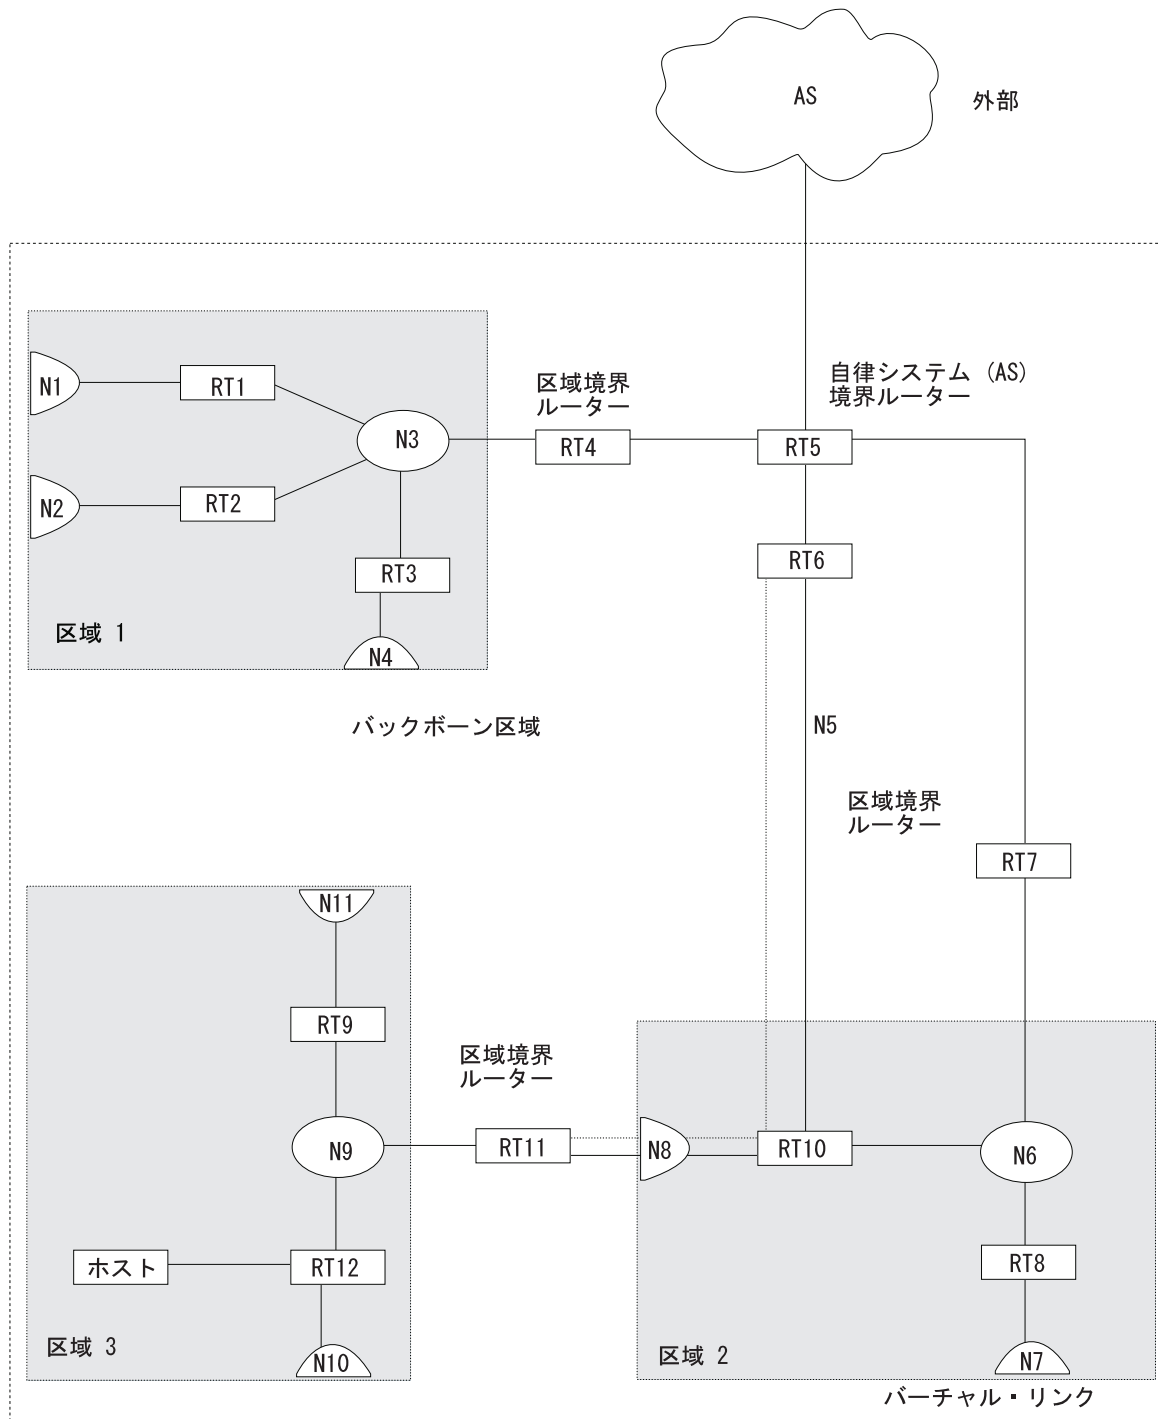 AS
外部
自律システム (AS)
境界ルーター
区域境界
ルーター
N1
RT1
N3
RT4
RT5
N2
RT2
RT3
RT6
区域 1
N4
バックボーン区域
N5
区域境界
ルーター
RT7
N11
RT9
区域境界
ルーター
N9
RT11
N8
RT10
N6
ホスト
RT12
RT8
区域 3
N10
区域 2
N7
バーチャル・リンク